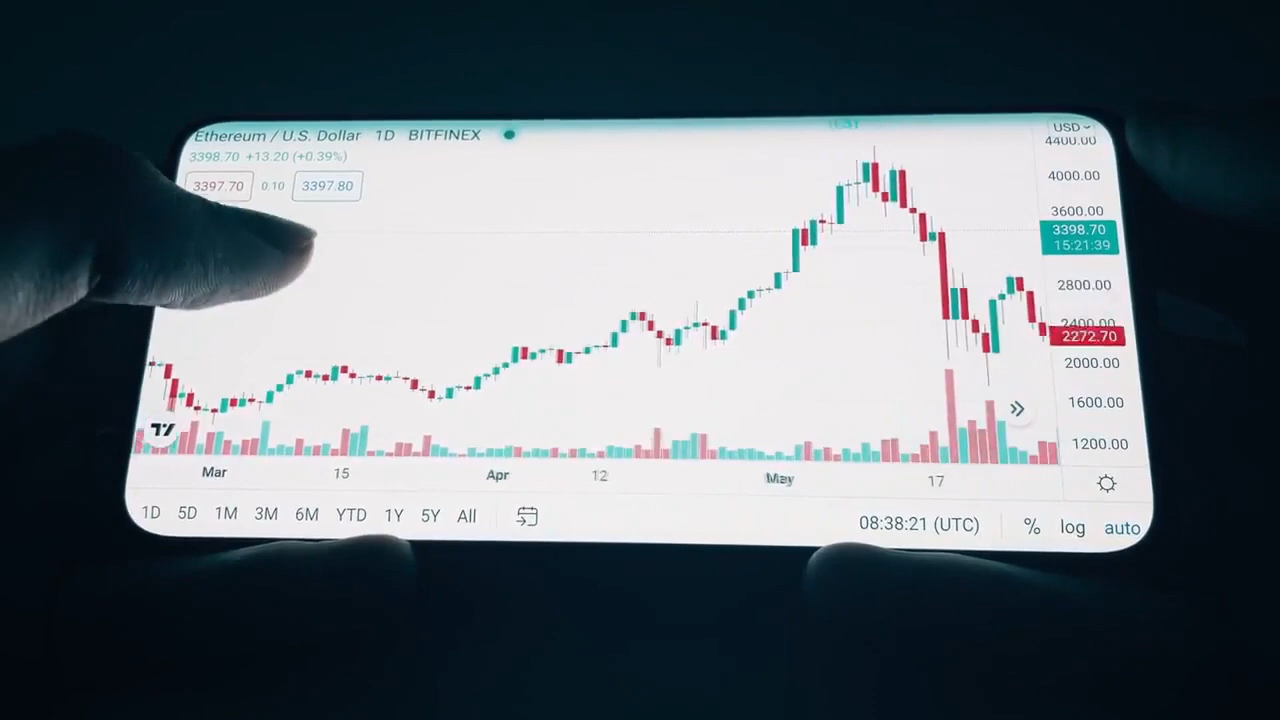 Ethereum / U.S. Dollar 1D BITFINEX
3398.70 +13.20 (+0.39%)
3397.70 0.10 3397.80
USD
4400.00
4000.00
3600.00
3398.70
15:21:39
2800.00
2400.00
2272.70
2000.00
1600.00
1200.00
Mar 15 Apr 12 May 17
1D 5D 1M 3M 6M YTD 1Y 5Y All
08:38:21 (UTC) % log auto